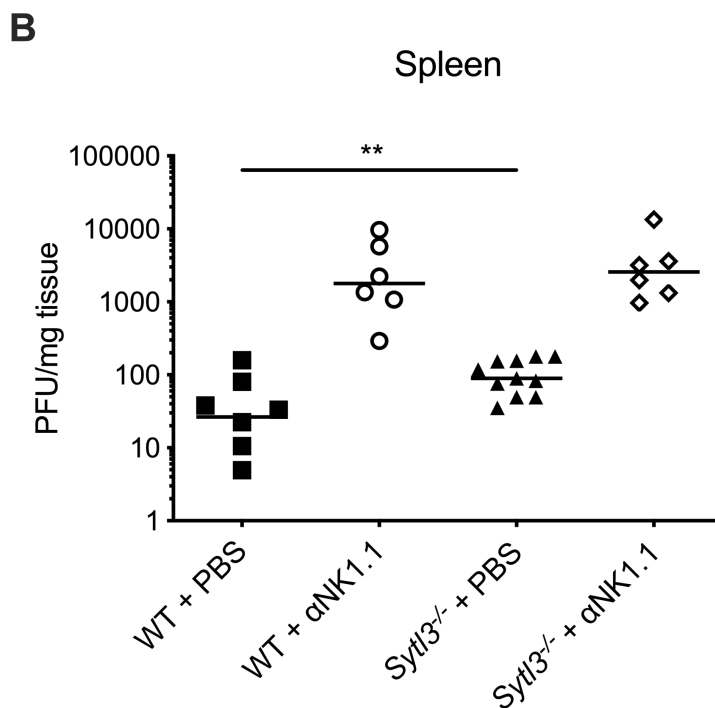 B
Spleen
**
100000
10000
1000
100
10
1
PFU/mg tissue
WT + PBS
WT + αNK1.1
Sytl3-/- + PBS
Sytl3-/- + αNK1.1